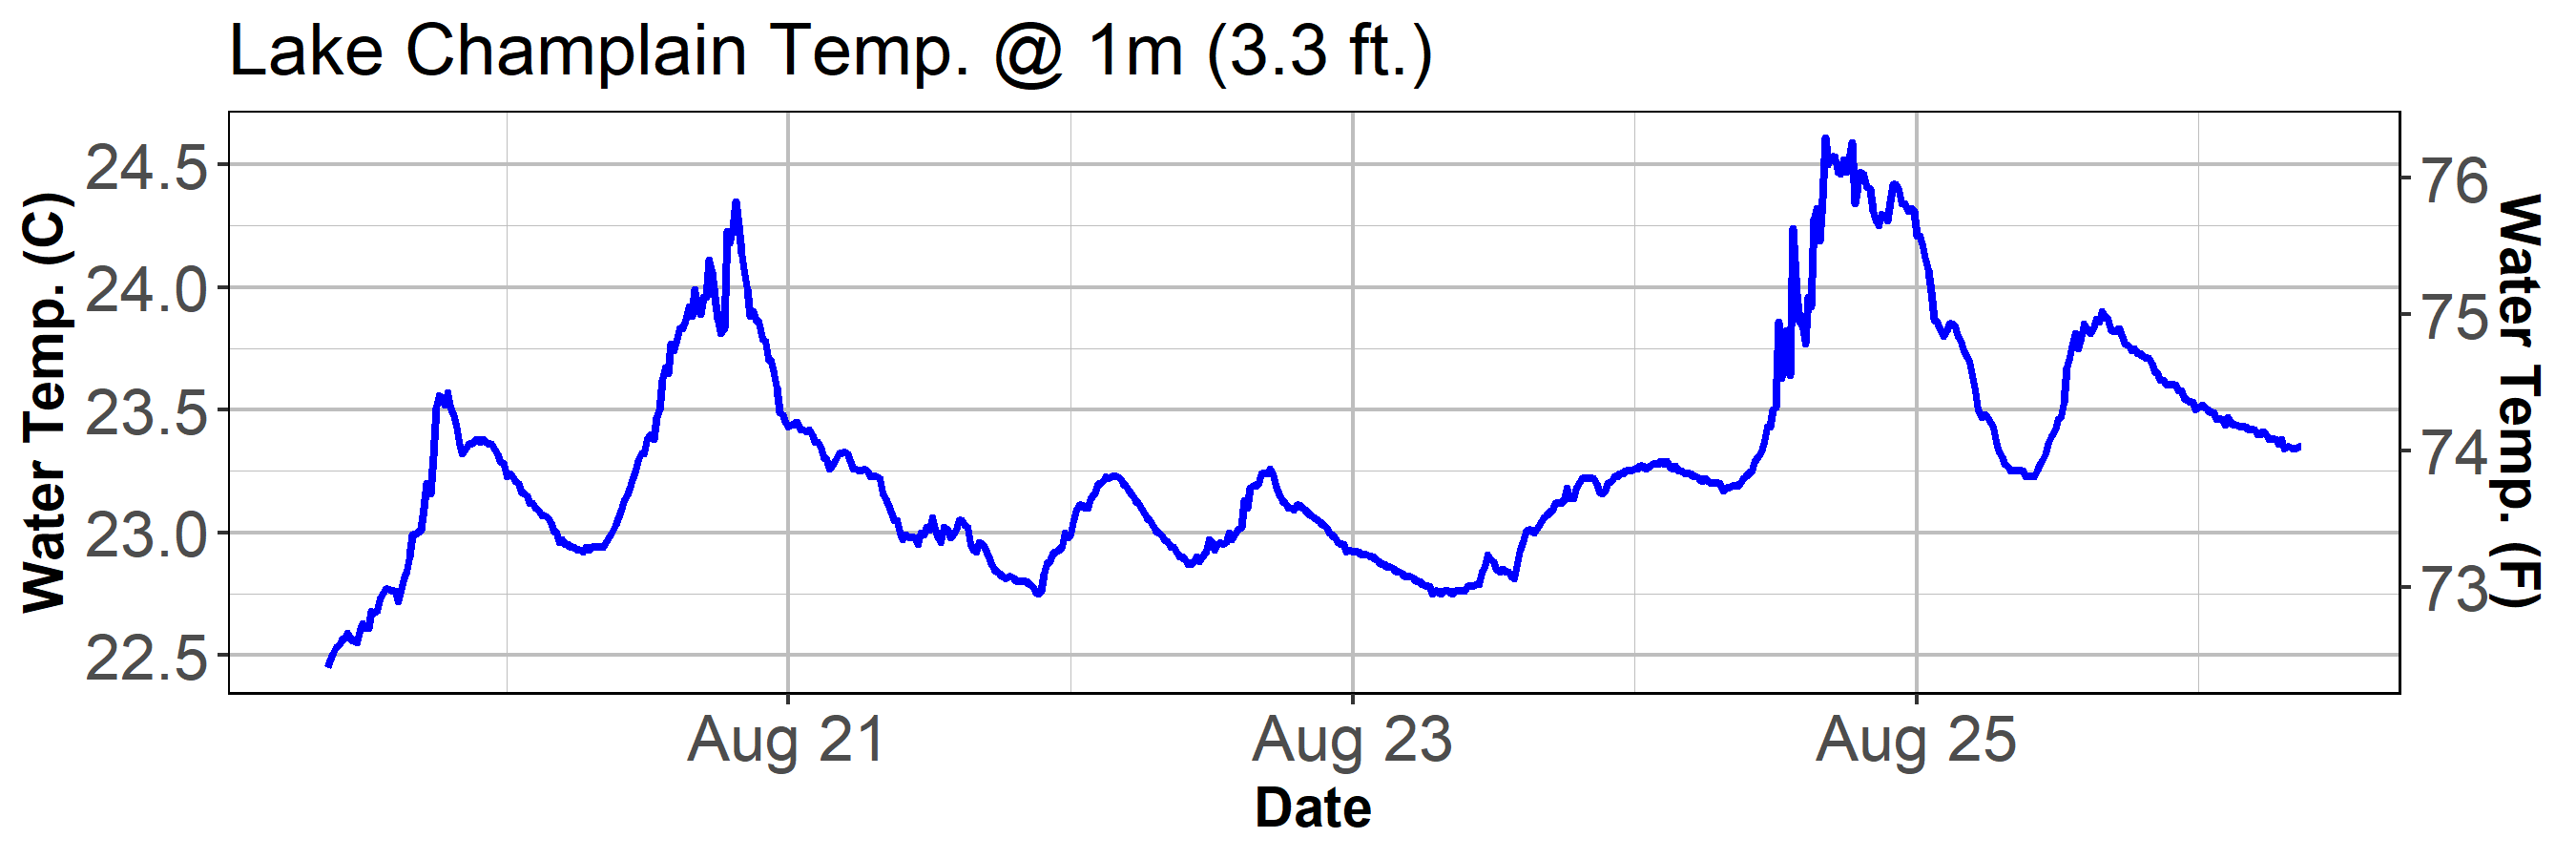 Lake Champlain Temp. @ 1m (3.3 ft.)
Water Temp. (C)
24.5
24.0
23.5
23.0
22.5
76
75
74
73
Water Temp. (F)
Aug 21
Aug 23
Aug 25
Date